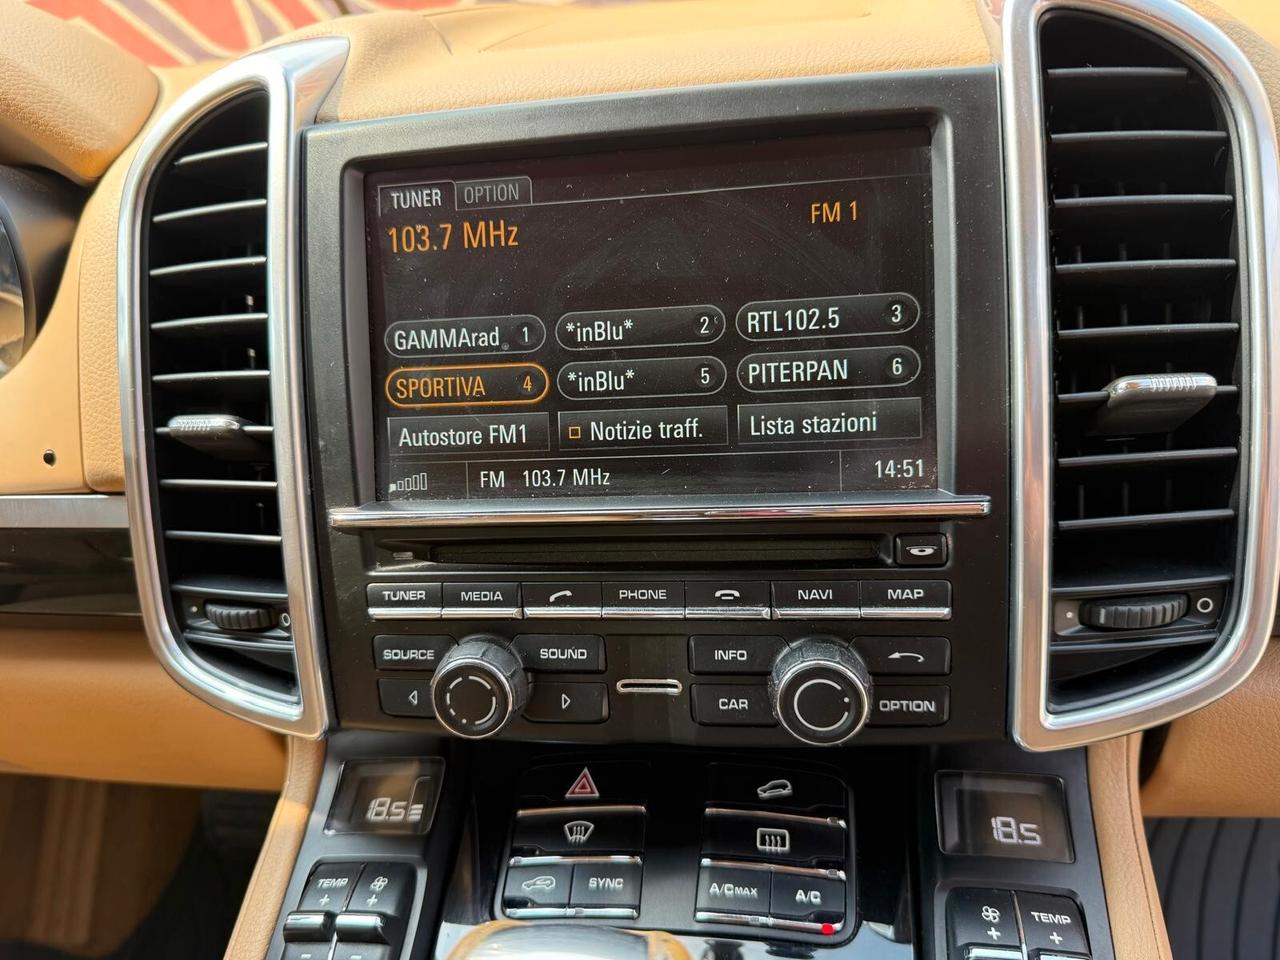 TUNER OPTION
103.7 MHz FM 1
GAMMArad 1 *inBlu* 2 RTL102.5 3
SPORTIVA 4 *inBlu* 5 PITERPAN 6
Autostore FM1 Notizie traff. Lista stazioni
FM 103.7 MHz 14:51
TUNER MEDIA PHONE NAVI MAP
SOURCE SOUND INFO
CAR OPTION
18.5 18.5
SYNC A/C MAX A/C
TEMP + + + TEMP +